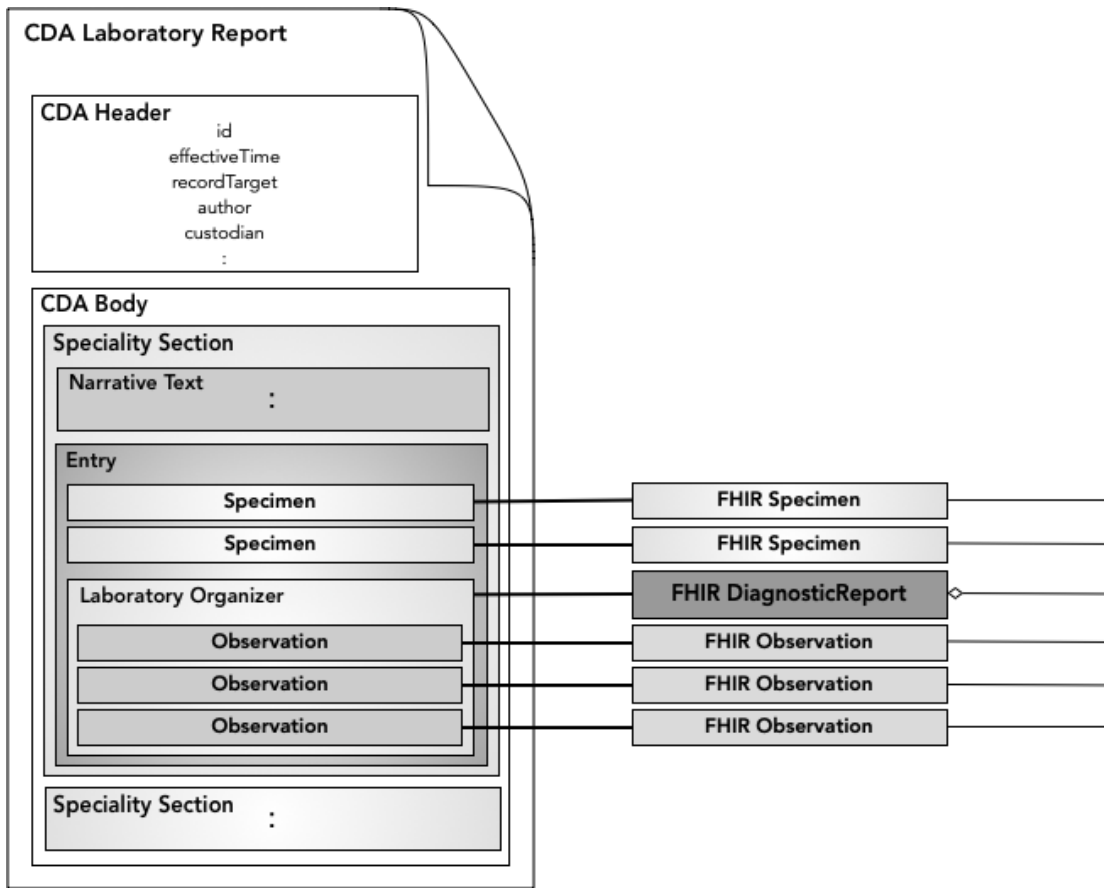 CDA Laboratory Report
CDA Header
id
effectiveTime
recordTarget
author
custodian
:
CDA Body
Speciality Section
Narrative Text
:
Entry
Specimen
FHIR Specimen
Specimen
FHIR Specimen
Laboratory Organizer
FHIR DiagnosticReport
Observation
FHIR Observation
Observation
FHIR Observation
Observation
FHIR Observation
Speciality Section
: